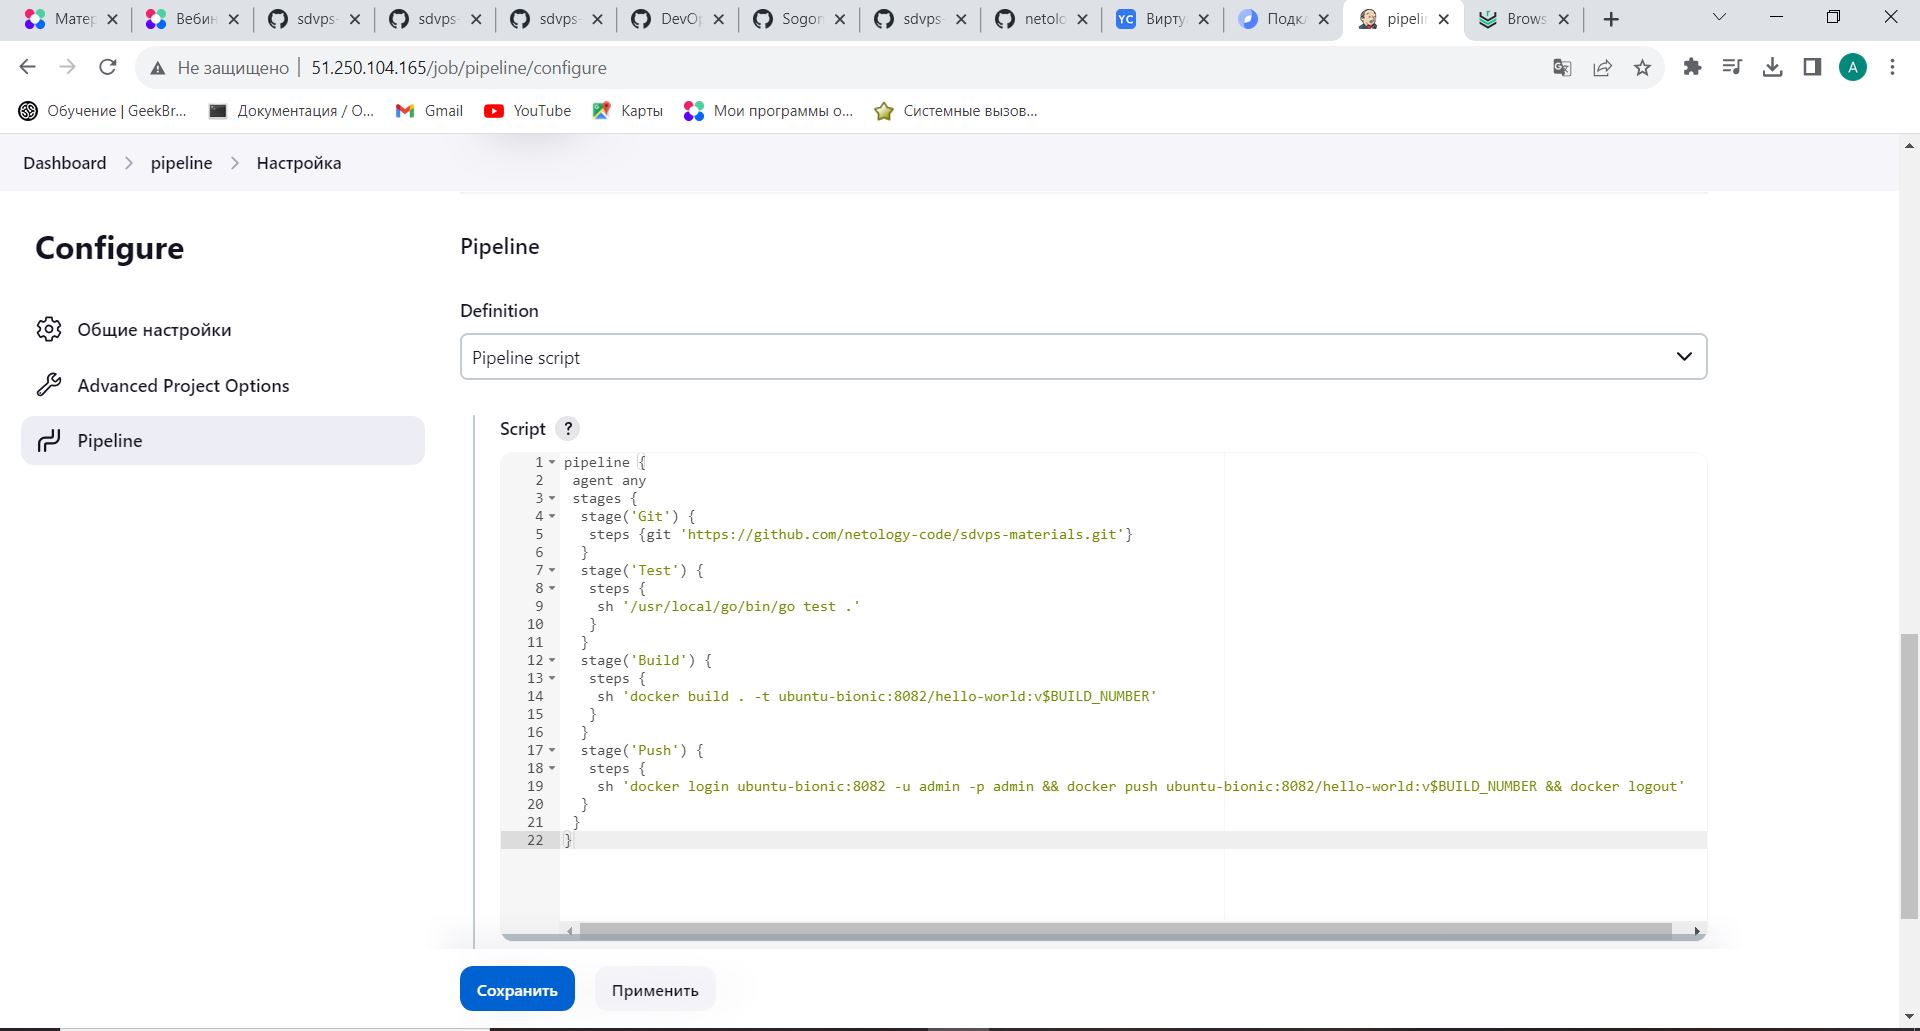 Матер
Вебин
sdvps-
sdvps-
sdvps-
DevOp
Sogon
sdvps-
netolo
YC Вирту
Подкл
pipelin
Brows
Не защищено | 51.250.104.165/job/pipeline/configure
A
Обучение | GeekBr...
Документация / О...
Gmail
YouTube
Карты
Мои программы о...
Системные вызов...
Dashboard > pipeline > Настройка
Configure
Общие настройки
Advanced Project Options
Pipeline
Pipeline
Definition
Pipeline script
Script ?
1 pipeline {
2 agent any
3 stages {
4 stage('Git') {
5 steps {git 'https://github.com/netology-code/sdvps-materials.git'}
6 }
7 stage('Test') {
8 steps {
9 sh '/usr/local/go/bin/go test .'
10 }
11 }
12 stage('Build') {
13 steps {
14 sh 'docker build . -t ubuntu-bionic:8082/hello-world:v$BUILD_NUMBER'
15 }
16 }
17 stage('Push') {
18 steps {
19 sh 'docker login ubuntu-bionic:8082 -u admin -p admin && docker push ubuntu-bionic:8082/hello-world:v$BUILD_NUMBER && docker logout'
20 }
21 }
22 }
Сохранить
Применить